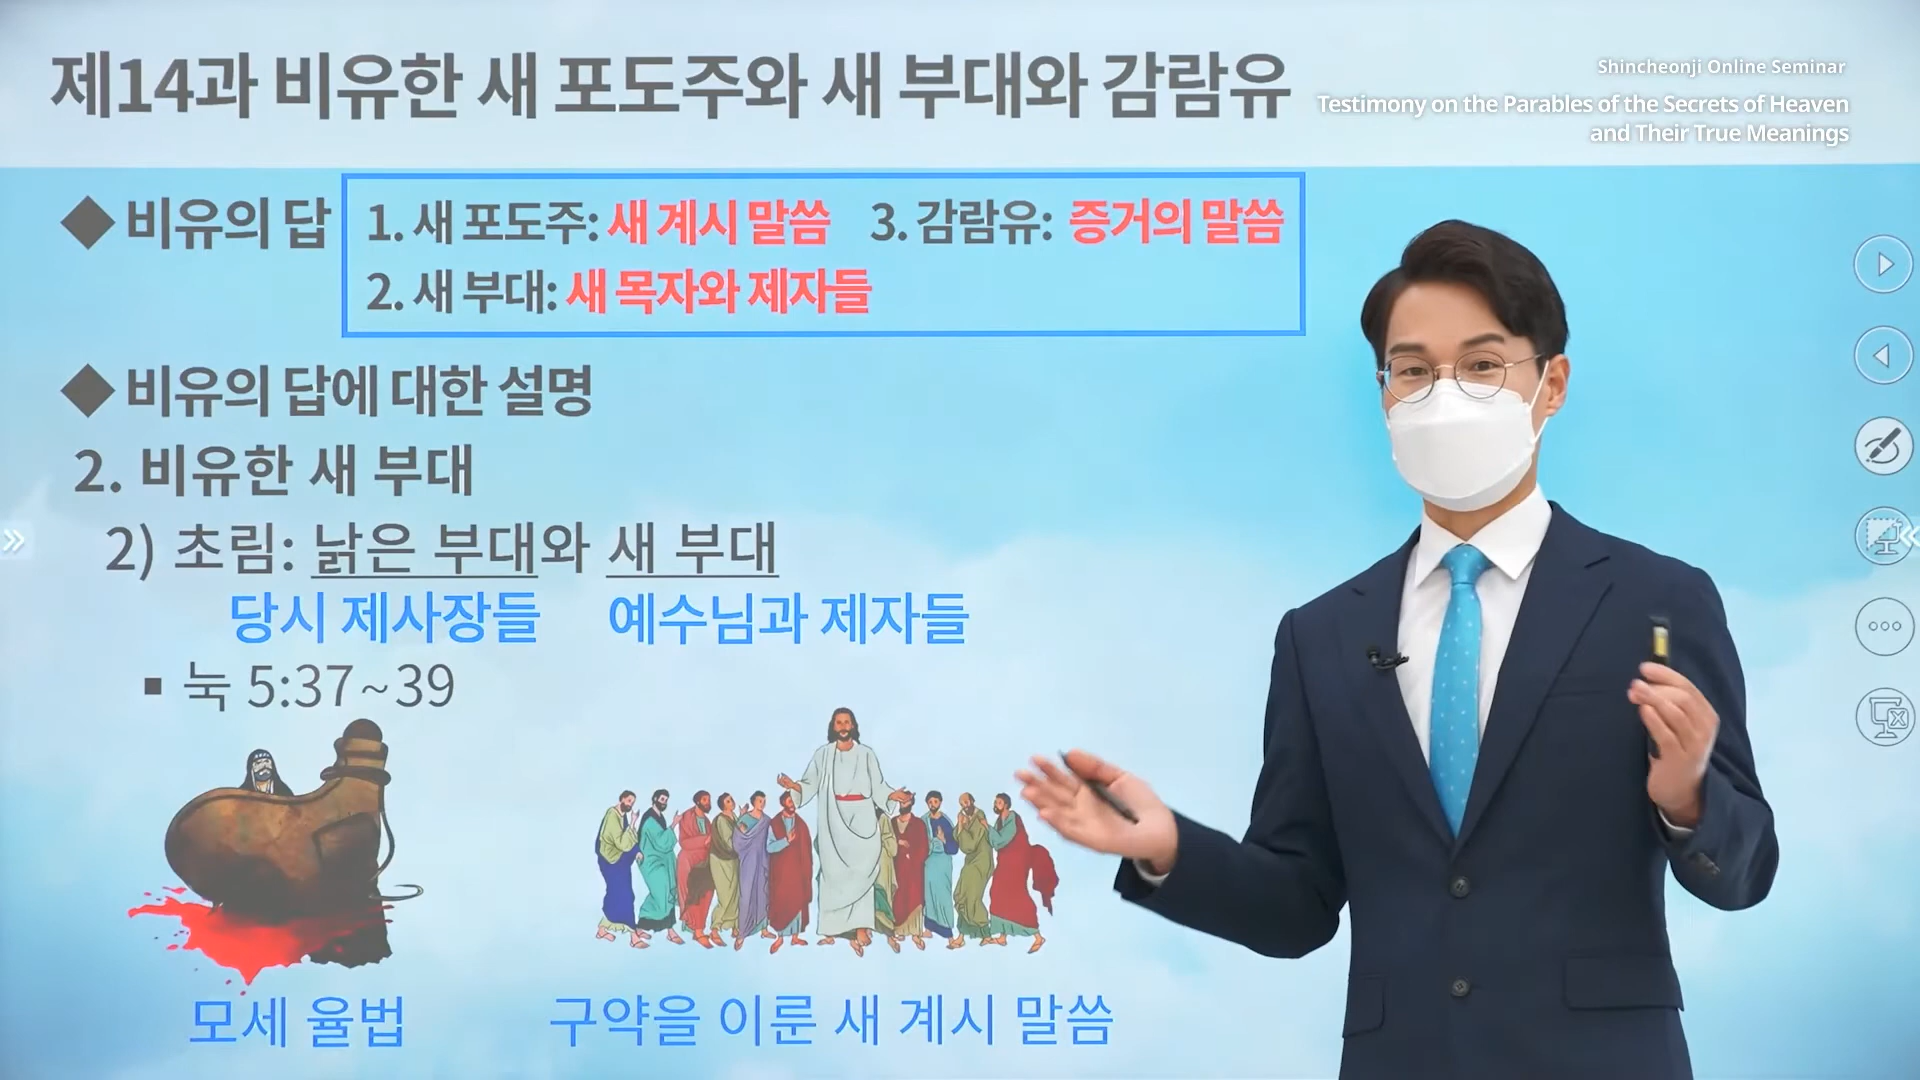 제14과 비유한 새 포도주와 새 부대와 감람유
Shincheonji Online Seminar
Testimony on the Parables of the Secrets of Heaven
and Their True Meanings
◆ 비유의 답
1. 새 포도주: 새 계시 말씀 3. 감람유: 증거의 말씀
2. 새 부대: 새 목자와 제자들
◆ 비유의 답에 대한 설명
2. 비유한 새 부대
2) 초림: 낡은 부대와 새 부대
당시 제사장들 예수님과 제자들
▪ 눅 5:37~39
모세 율법 구약을 이룬 새 계시 말씀